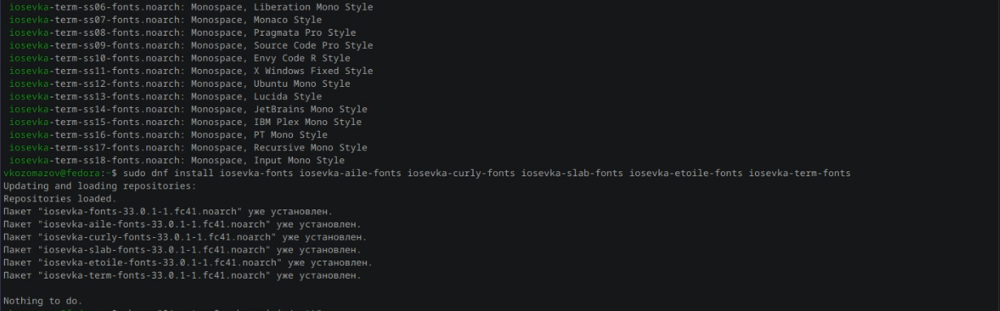 iosevka-term-ss06-fonts.noarch: Monospace, Liberation Mono Style
iosevka-term-ss07-fonts.noarch: Monospace, Monaco Style
iosevka-term-ss08-fonts.noarch: Monospace, Pragmata Pro Style
iosevka-term-ss09-fonts.noarch: Monospace, Source Code Pro Style
iosevka-term-ss10-fonts.noarch: Monospace, Envy Code R Style
iosevka-term-ss11-fonts.noarch: Monospace, X Windows Fixed Style
iosevka-term-ss12-fonts.noarch: Monospace, Ubuntu Mono Style
iosevka-term-ss13-fonts.noarch: Monospace, Lucida Style
iosevka-term-ss14-fonts.noarch: Monospace, JetBrains Mono Style
iosevka-term-ss15-fonts.noarch: Monospace, IBM Plex Mono Style
iosevka-term-ss16-fonts.noarch: Monospace, PT Mono Style
iosevka-term-ss17-fonts.noarch: Monospace, Recursive Mono Style
iosevka-term-ss18-fonts.noarch: Monospace, Input Mono Style
vkozomazov@fedora:~$ sudo dnf install iosevka-fonts iosevka-aile-fonts iosevka-curly-fonts iosevka-slab-fonts iosevka-etoile-fonts iosevka-term-fonts
Updating and loading repositories:
Repositories loaded.
Пакет "iosevka-fonts-33.0.1-1.fc41.noarch" уже установлен.
Пакет "iosevka-aile-fonts-33.0.1-1.fc41.noarch" уже установлен.
Пакет "iosevka-curly-fonts-33.0.1-1.fc41.noarch" уже установлен.
Пакет "iosevka-slab-fonts-33.0.1-1.fc41.noarch" уже установлен.
Пакет "iosevka-etoile-fonts-33.0.1-1.fc41.noarch" уже установлен.
Пакет "iosevka-term-fonts-33.0.1-1.fc41.noarch" уже установлен.
Nothing to do.